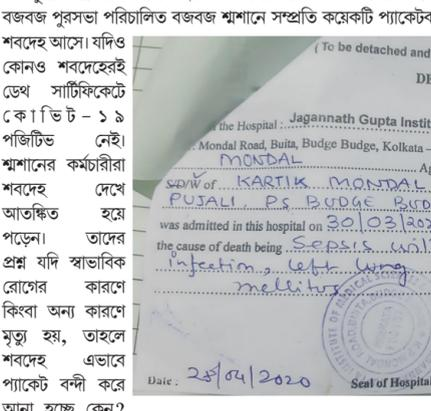 বজবজ পুরসভা পরিচালিত বজবজ শ্মশানে সম্প্রতি কয়েকটি প্যাকেটব
শবদেহ আসে। যদিও
কোনও শবদেহেরই
ডেথ সার্টিফিকেটে
কোভিট-১৯
পজিটিভ নেই।
শ্মশানের কর্মচারীরা
শবদেহ দেখে
আতঙ্কিত হয়ে
পড়েন। তাদের
প্রশ্ন যদি স্বাভাবিক
রোগের কারণে
কিংবা অন্য কারণে
মৃত্যু হয়, তাহলে
শবদেহ এভাবে
প্যাকেট বন্দী করে
আনা হচ্ছে কেন?
(To be detached and
DE
the Hospital : Jagannath Gupta Instit
Mondal Road, Buita, Budge Budge, Kolkata –
MONDAL Ag
S/D/W of KARTIK MONDAL
PUJALI, PS BUDGE BUD
was admitted in this hospital on 30/03/202
the cause of death being Sepsis
infection, left lung
mellitus
Date : 28/04/2020 Seal of Hospita